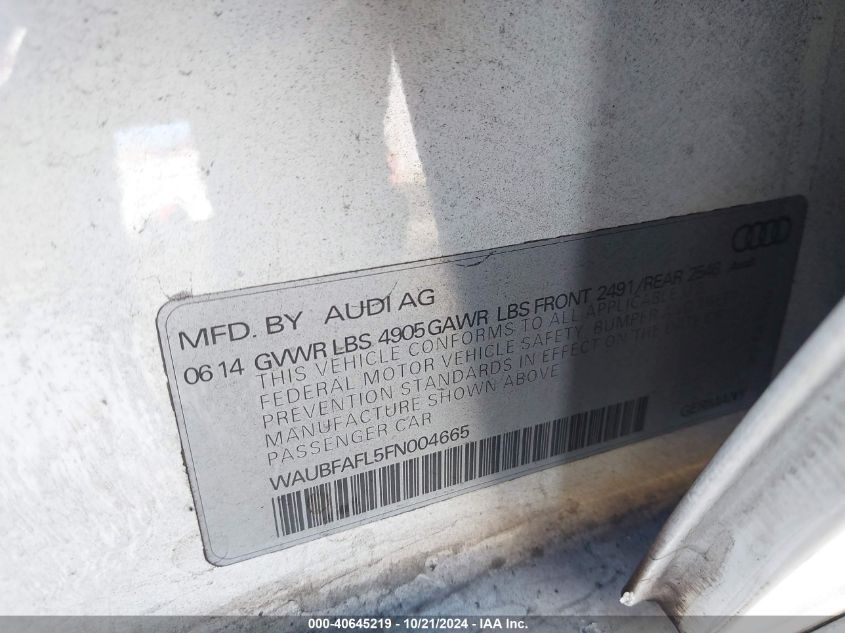 MFD. BY AUDI AG
06 14 GVWR LBS 4905 GAWR LBS FRONT 2491/REAR 2546 Audi
THIS VEHICLE CONFORMS TO ALL APPLICABLE
FEDERAL MOTOR VEHICLE SAFETY, BUMPER AND THEFT
PREVENTION STANDARDS IN EFFECT ON THE DATE OF
MANUFACTURE SHOWN ABOVE
PASSENGER CAR
WAUBFAFL5FN004665
GERMANY
000-40645219 - 10/21/2024 - IAA Inc.